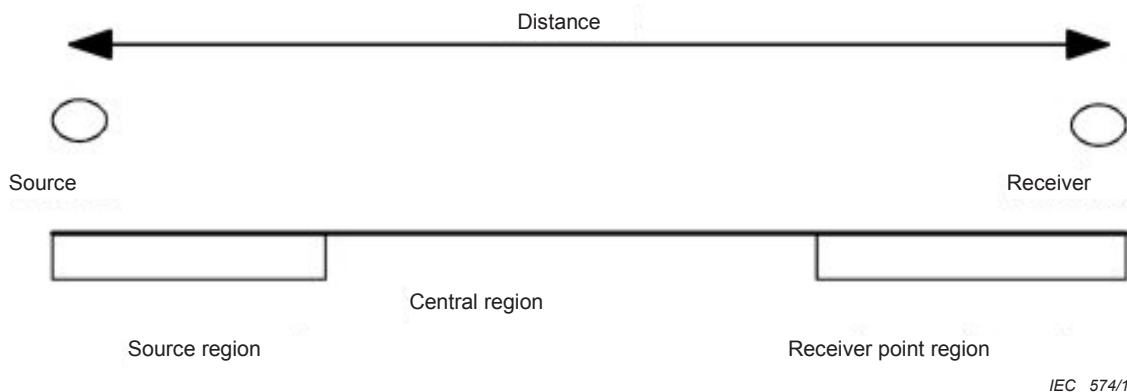 Distance
Source
Receiver
Central region
Source region
Receiver point region
IEC 574/1